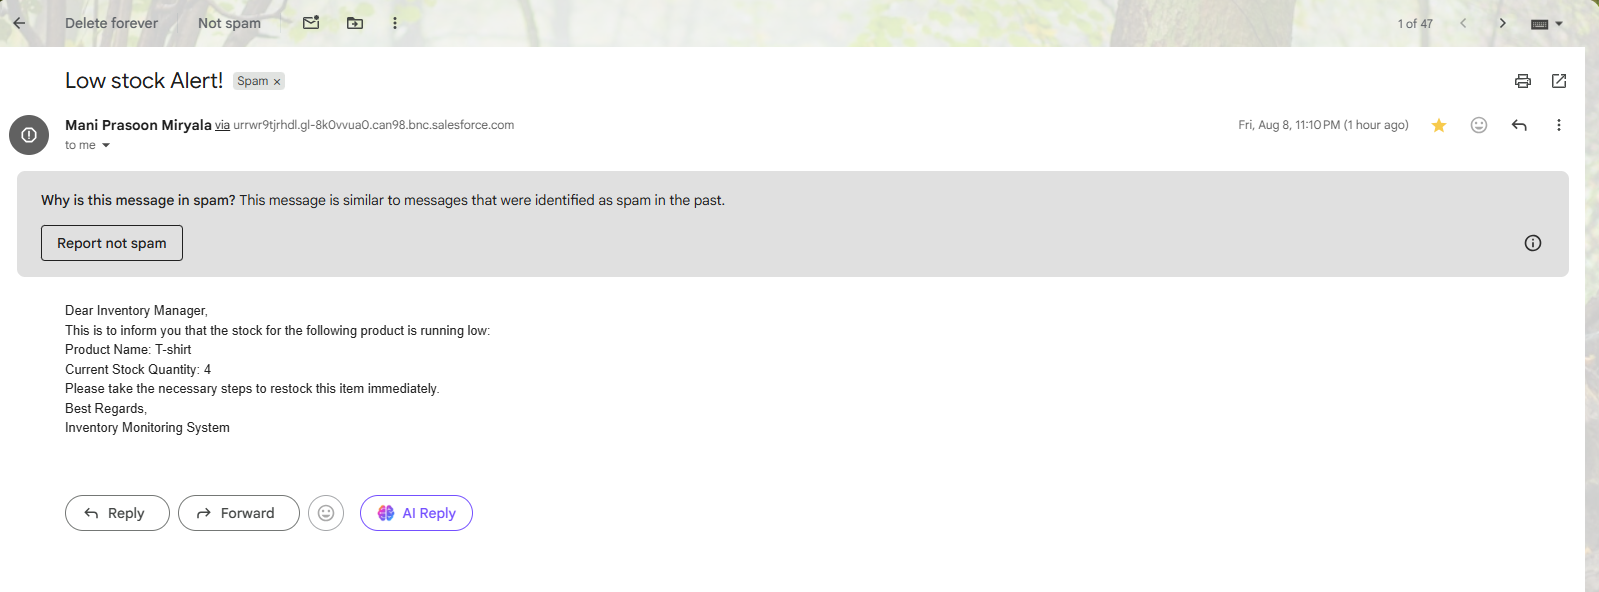 Delete forever
Not spam
1 of 47
Low stock Alert!
Spam ×
Mani Prasoon Miryala via urrwr9tjrhdl.gl-8k0vvua0.can98.bnc.salesforce.com
Fri, Aug 8, 11:10 PM (1 hour ago)
to me
Why is this message in spam? This message is similar to messages that were identified as spam in the past.
Report not spam
Dear Inventory Manager,
This is to inform you that the stock for the following product is running low:
Product Name: T-shirt
Current Stock Quantity: 4
Please take the necessary steps to restock this item immediately.
Best Regards,
Inventory Monitoring System
Reply
Forward
AI Reply